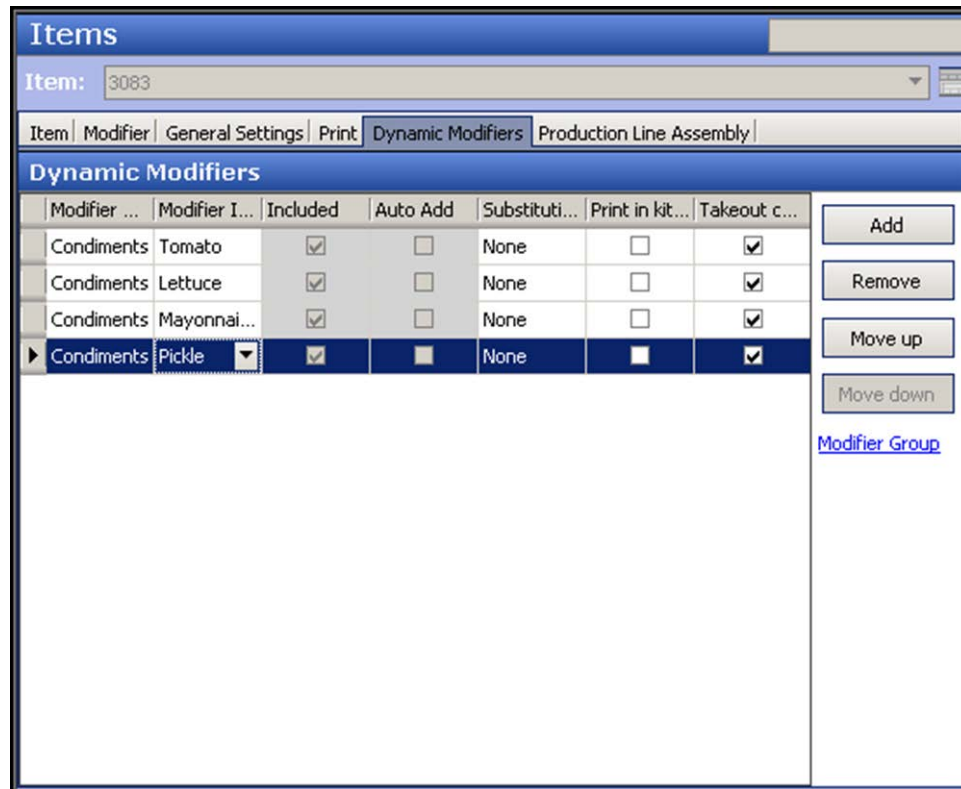 Items
Item: 3083
Item Modifier General Settings Print Dynamic Modifiers Production Line Assembly
Dynamic Modifiers
Modifier ... Modifier I... Included Auto Add Substituti... Print in kit... Takeout c...
Condiments Tomato None
Condiments Lettuce None
Condiments Mayonnai... None
Condiments Pickle None
Add
Remove
Move up
Move down
Modifier Group